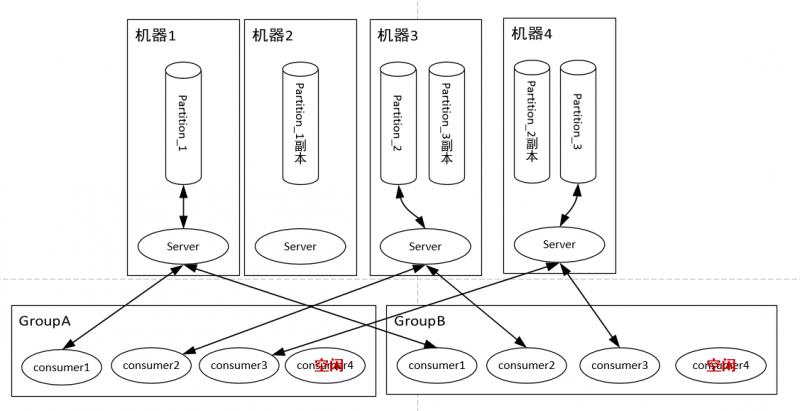 机器1
机器2
机器3
机器4
Partition_1
Partition_1副本
Partition_2
Partition_3副本
Partition_2副本
Partition_3
Server
Server
Server
Server
GroupA
GroupB
consumer1
consumer2
consumer3
consumer4
空闲
consumer1
consumer2
consumer3
consumer4
空闲